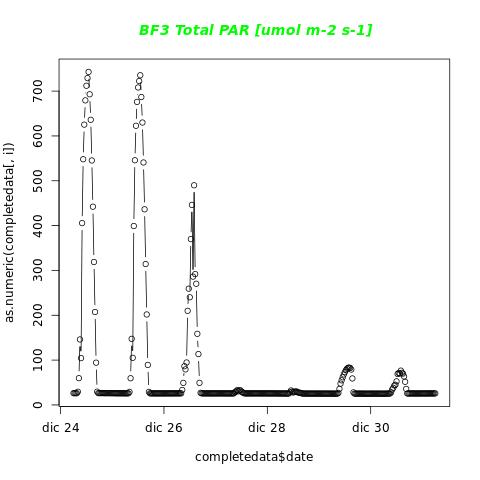 BF3 Total PAR [umol m-2 s-1]
as.numeric(completedata[, i])
700
600
500
400
300
200
100
0
dic 24
dic 26
dic 28
dic 30
completedata$date